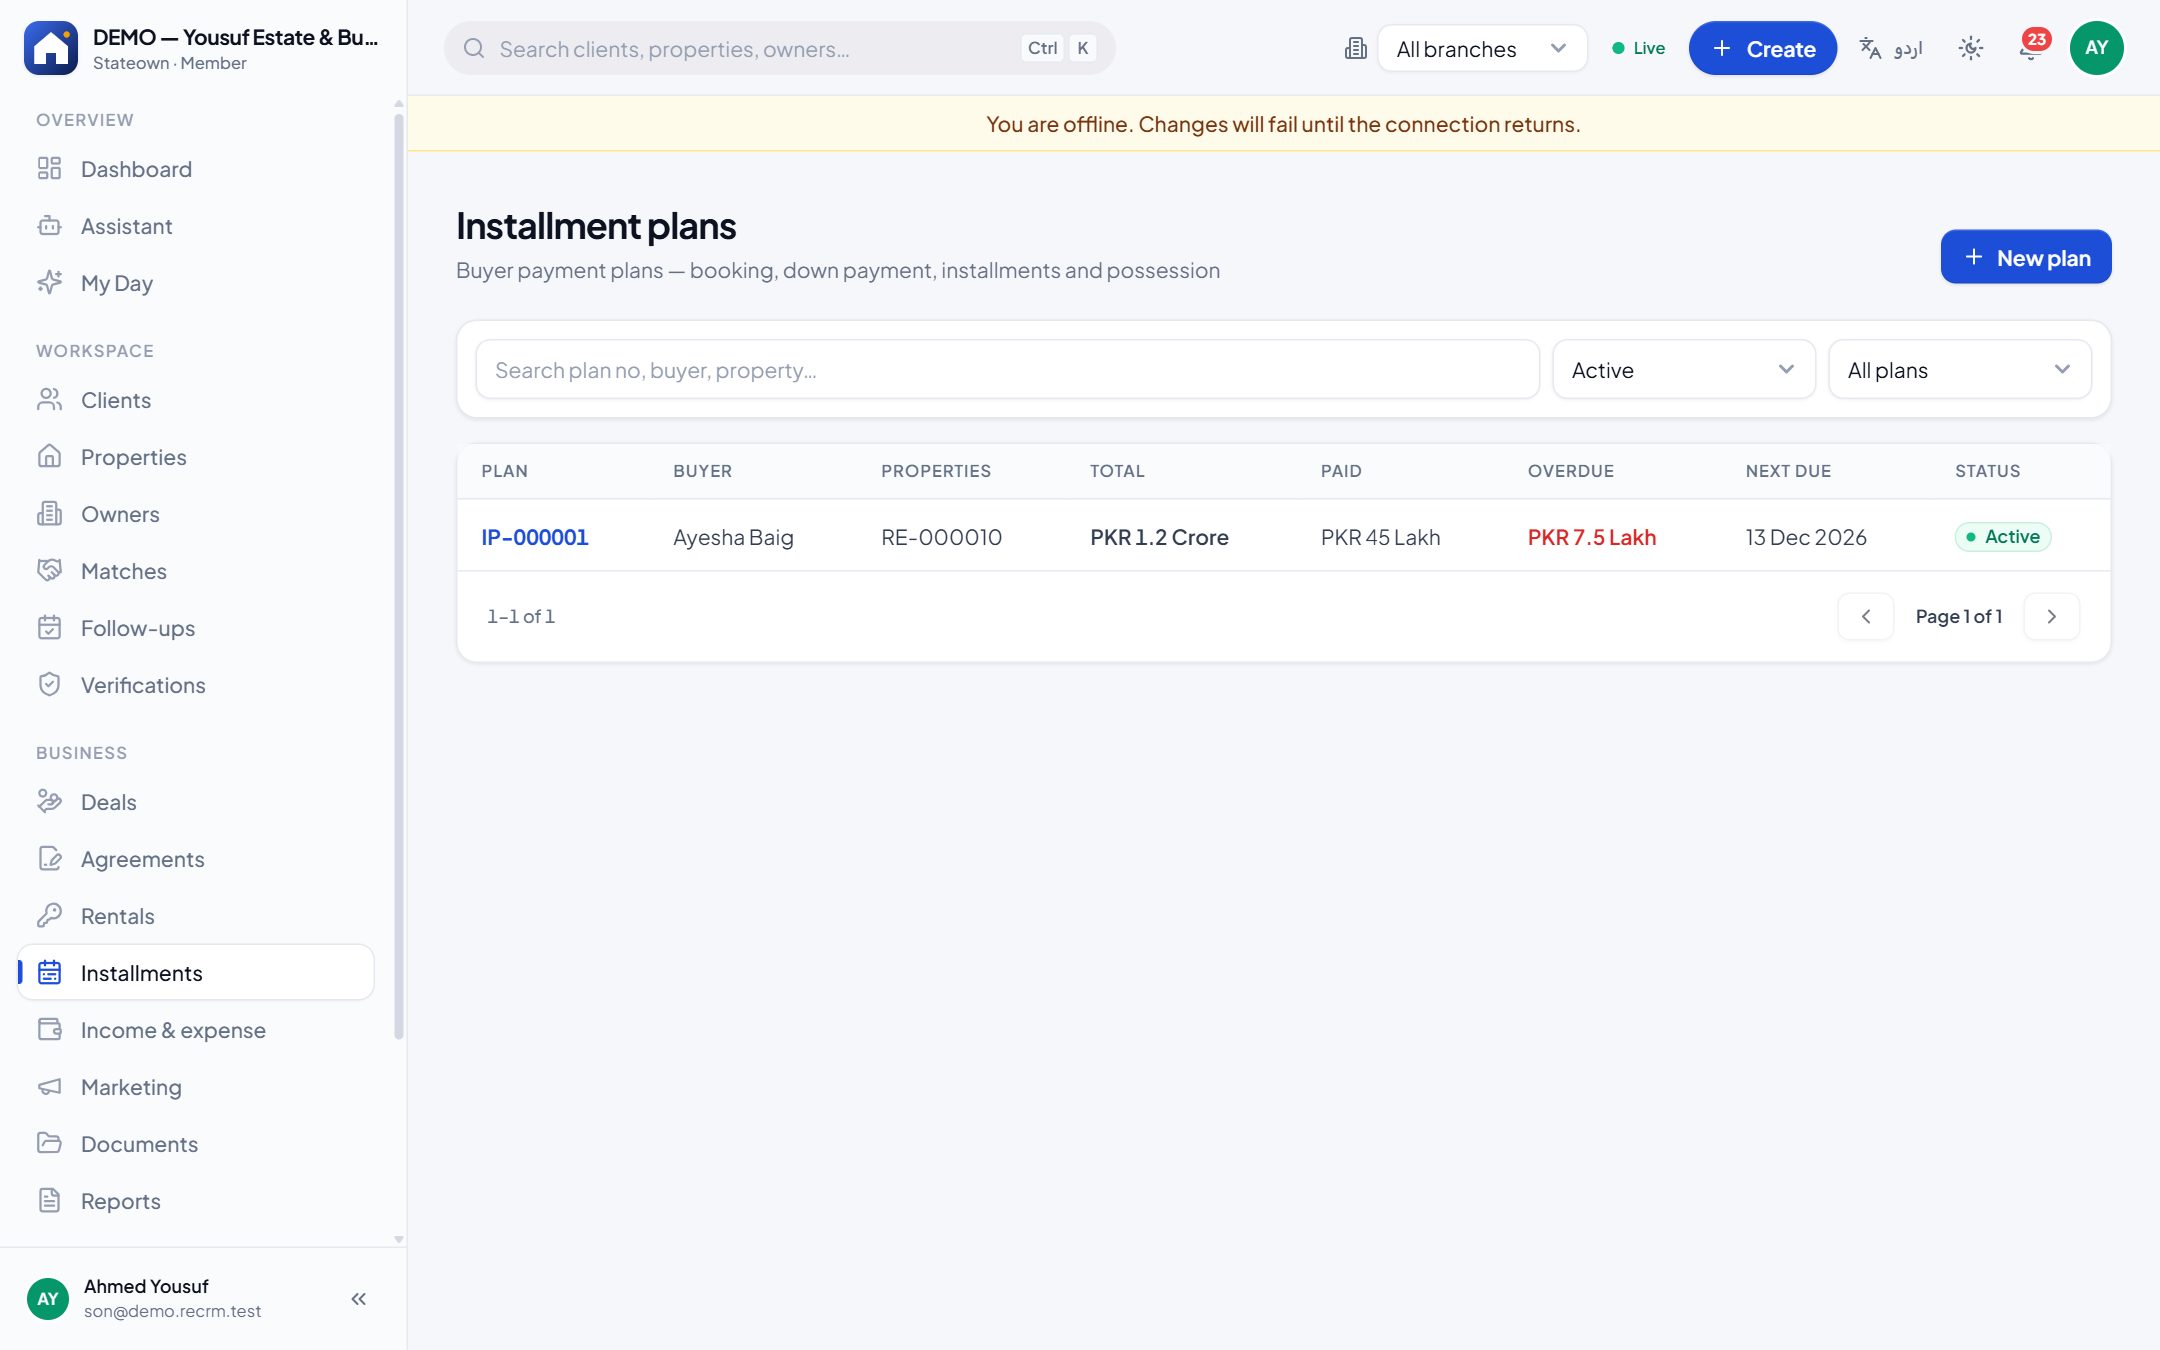 DEMO — Yousuf Estate & Bu...
Stateown · Member
OVERVIEW
Dashboard
Assistant
My Day
WORKSPACE
Clients
Properties
Owners
Matches
Follow-ups
Verifications
BUSINESS
Deals
Agreements
Rentals
Installments
Income & expense
Marketing
Documents
Reports
AY
Ahmed Yousuf
son@demo.recrm.test
Search clients, properties, owners... Ctrl K
All branches
Live
+ Create
اردو
23
AY
You are offline. Changes will fail until the connection returns.
Installment plans
Buyer payment plans — booking, down payment, installments and possession
+ New plan
Search plan no, buyer, property...
Active
All plans
PLAN BUYER PROPERTIES TOTAL PAID OVERDUE NEXT DUE STATUS
IP-000001 Ayesha Baig RE-000010 PKR 1.2 Crore PKR 45 Lakh PKR 7.5 Lakh 13 Dec 2026 Active
1–1 of 1
Page 1 of 1